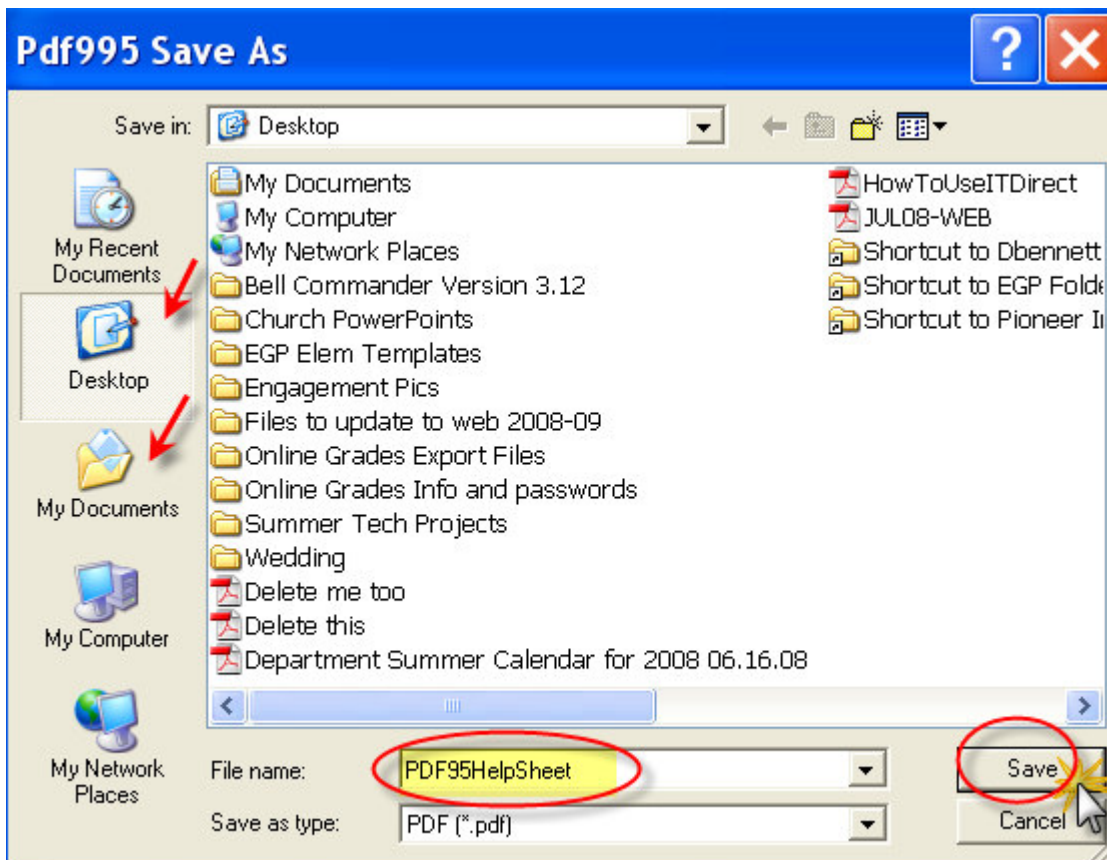 Pdf995 Save As
Save in: Desktop
My Recent
Documents
Desktop
My Documents
My Computer
My Network
Places
My Documents
My Computer
My Network Places
Bell Commander Version 3.12
Church PowerPoints
EGP Elem Templates
Engagement Pics
Files to update to web 2008-09
Online Grades Export Files
Online Grades Info and passwords
Summer Tech Projects
Wedding
Delete me too
Delete this
Department Summer Calendar for 2008 06.16.08
HowToUseITDirect
JUL08-WEB
Shortcut to Dbennett
Shortcut to EGP Folde
Shortcut to Pioneer In
File name: PDF95HelpSheet
Save
Save as type: PDF (*.pdf)
Cancel